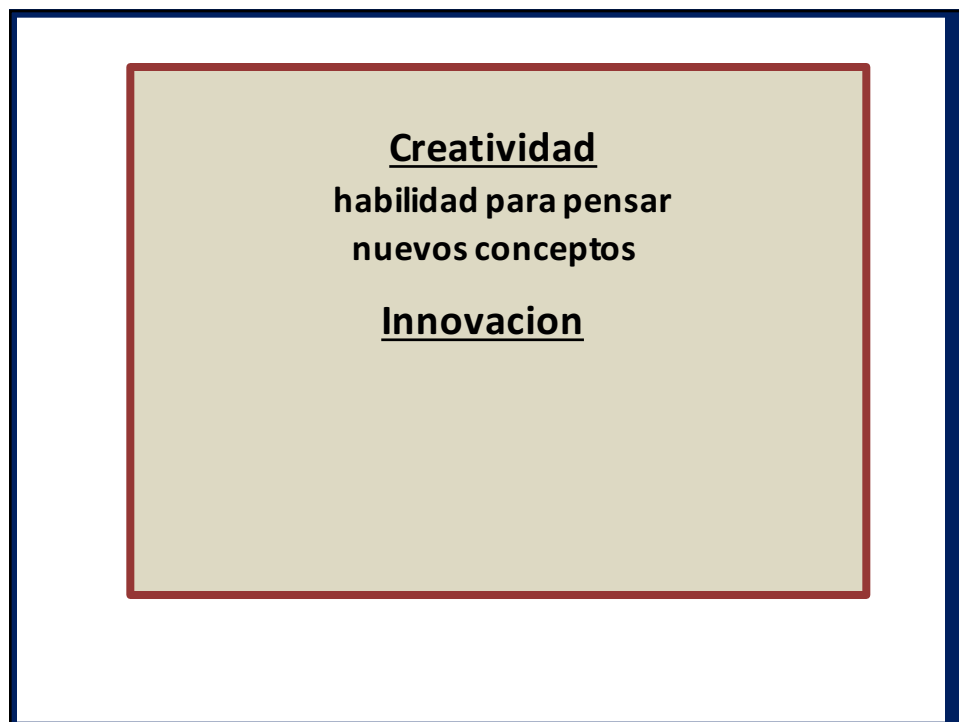 Creatividad
habilidad para pensar
nuevos conceptos
Innovacion